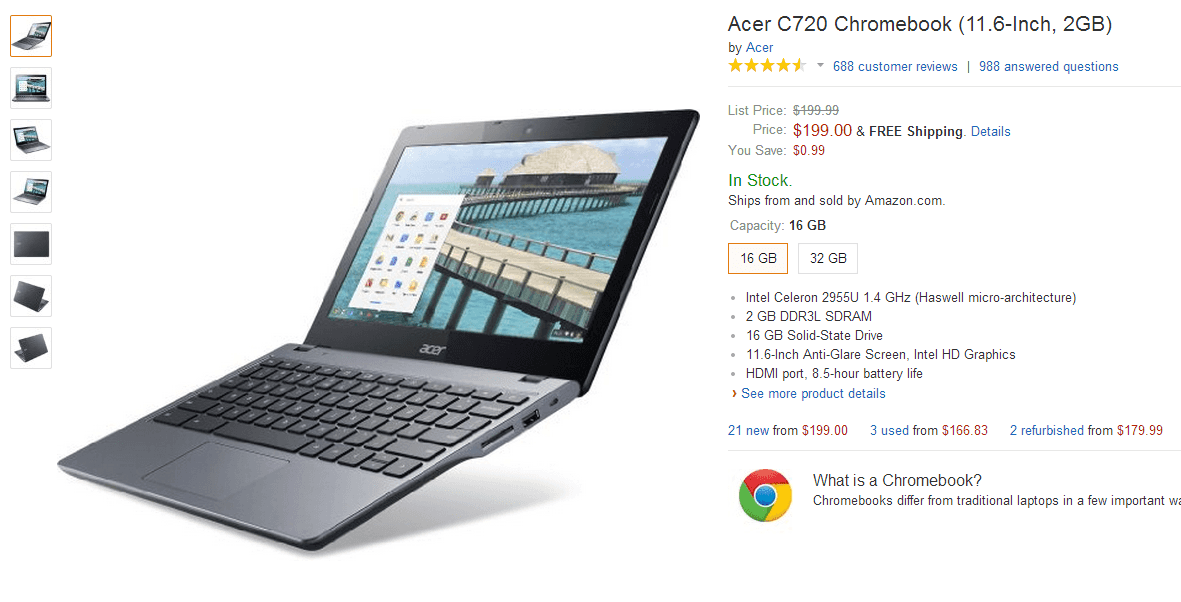 Acer C720 Chromebook (11.6-Inch, 2GB)
by Acer
688 customer reviews | 988 answered questions
List Price: $199.99
Price: $199.00 & FREE Shipping. Details
You Save: $0.99
In Stock.
Ships from and sold by Amazon.com.
Capacity: 16 GB
16 GB 32 GB
Intel Celeron 2955U 1.4 GHz (Haswell micro-architecture)
2 GB DDR3L SDRAM
16 GB Solid-State Drive
11.6-Inch Anti-Glare Screen, Intel HD Graphics
HDMI port, 8.5-hour battery life
› See more product details
21 new from $199.00 3 used from $166.83 2 refurbished from $179.99
What is a Chromebook?
Chromebooks differ from traditional laptops in a few important wa
acer